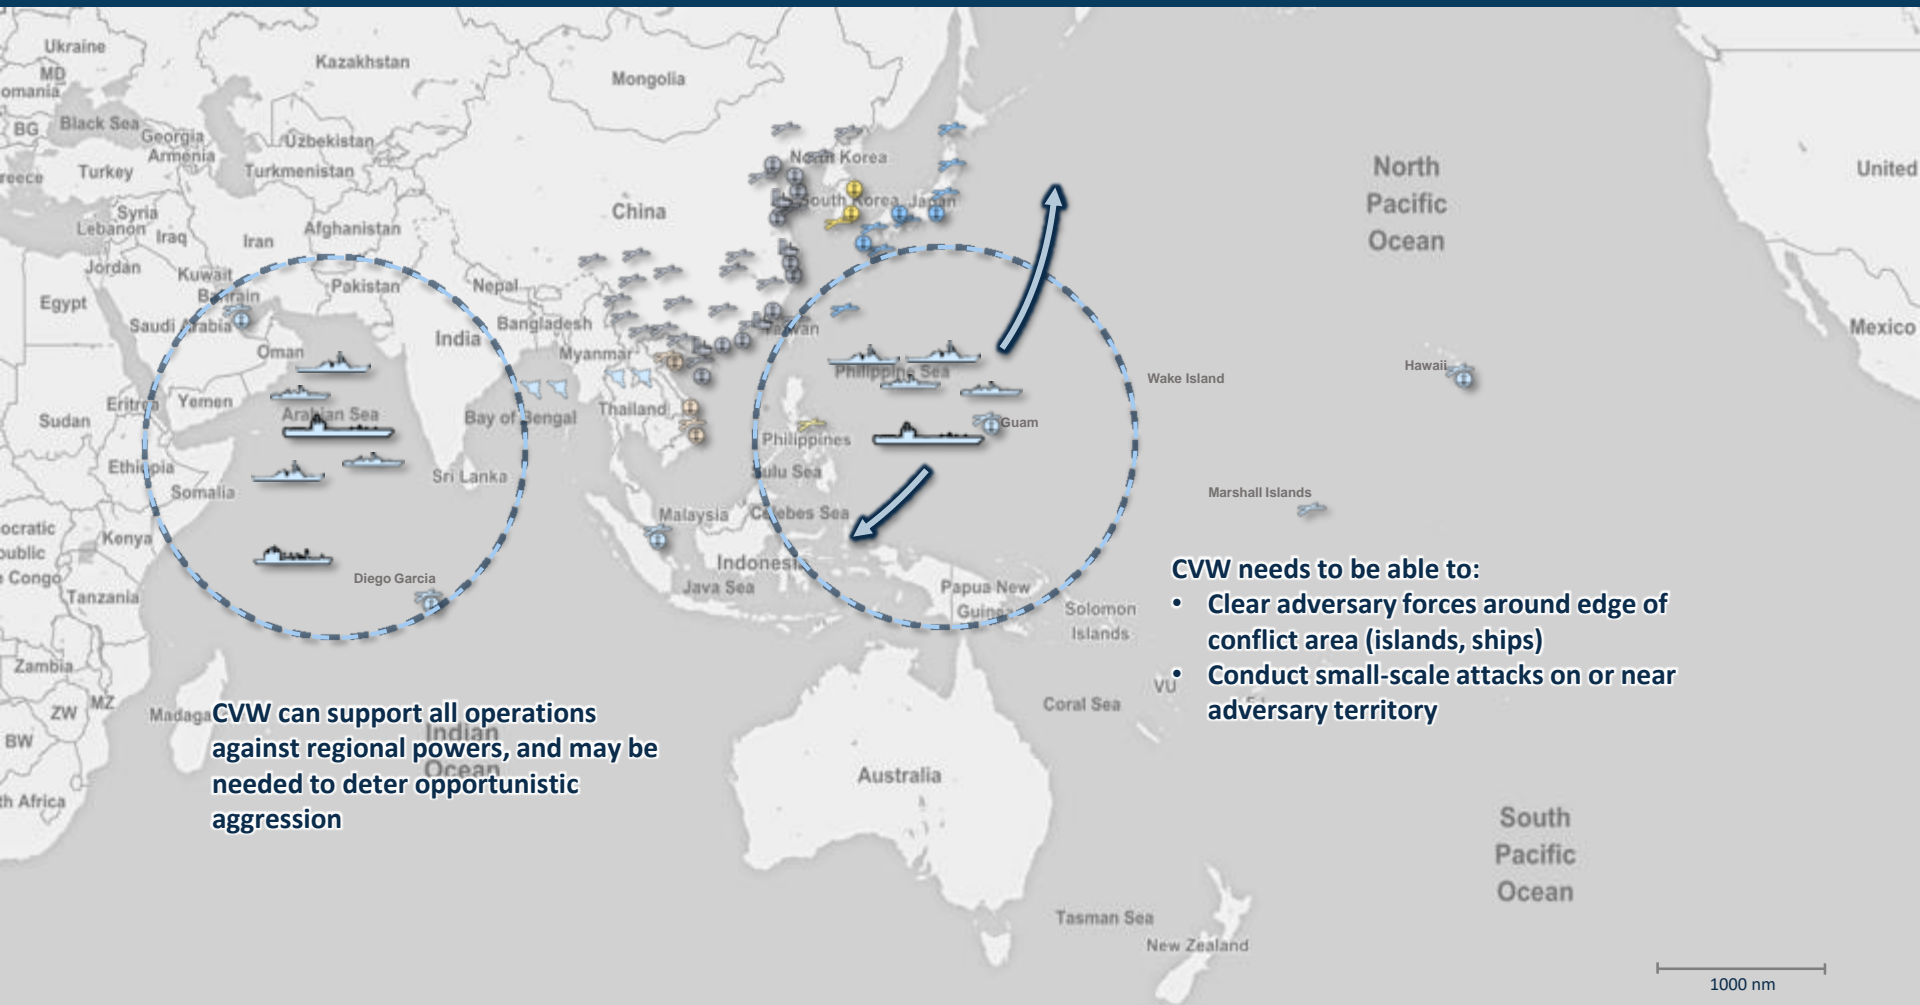 Ukraine
Kazakhstan
MD
Mongolia
omania
BG
Black Sea
Georgia
Uzbekistan
Armenia
North Korea
reece
Turkey
Turkmenistan
North
Pacific
Ocean
United
South Korea
Japan
China
Syria
Lebanon
Iraq
Iran
Afghanistan
Jordan
Kuwait
Pakistan
Nepal
Egypt
Bahrain
Saudi Arabia
India
Bangladesh
Taiwan
Mexico
Oman
Myanmar
Philippine Sea
Wake Island
Hawaii
Eritrea
Yemen
Arabian Sea
Bay of Bengal
Thailand
Sudan
Guam
Philippines
Ethiopia
Sri Lanka
Sulu Sea
Somalia
Marshall Islands
Malaysia
Celebes Sea
ocratic
public
e Congo
Kenya
Indonesia
CVW needs to be able to:
• Clear adversary forces around edge of
conflict area (islands, ships)
• Conduct small-scale attacks on or near
adversary territory
Diego Garcia
Java Sea
Papua New
Guinea
Tanzania
Solomon
Islands
Zambia
VU
MZ
ZW
Madaga
Coral Sea
CVW can support all operations
against regional powers, and may be
needed to deter opportunistic
aggression
Indian
Ocean
BW
Australia
th Africa
South
Pacific
Ocean
Tasman Sea
New Zealand
1000 nm